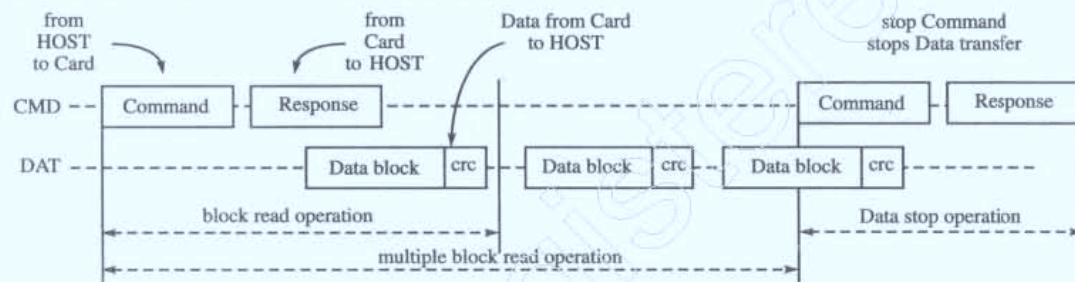 from
HOST
to Card
from
Card
to HOST
Data from Card
to HOST
stop Command
stops Data transfer
CMD
Command
Response
Command
Response
DAT
Data block
crc
Data block
crc
Data block
crc
block read operation
Data stop operation
multiple block read operation